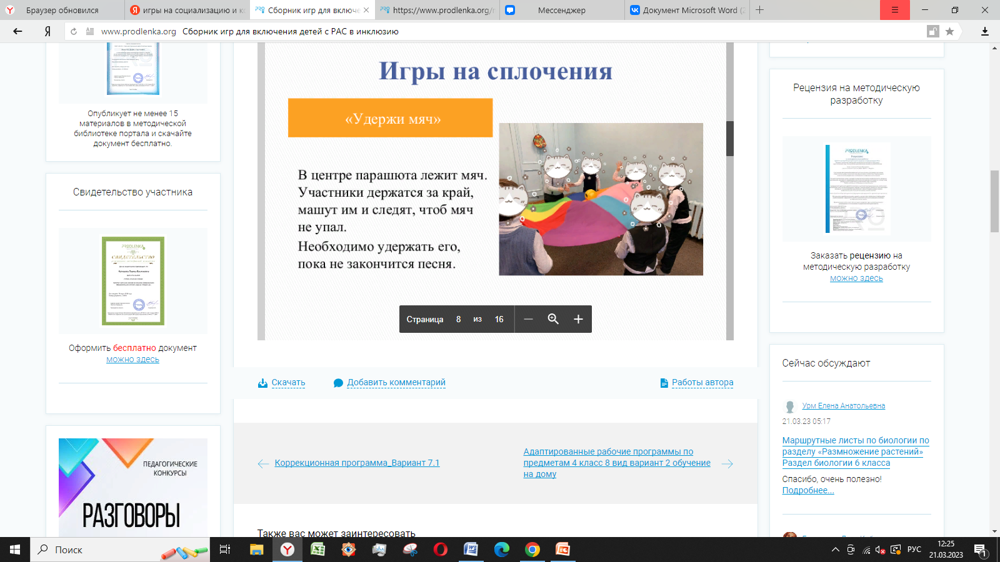 Браузер обновился
игры на социализацию и к
Сборник игр для включе
https://www.prodlenka.org/
Мессенджер
Документ Microsoft Word (2
www.prodlenka.org Сборник игр для включения детей с РАС в инклюзию
Опубликует не менее 15
материалов в методической
библиотеке портала и скачайте
документ бесплатно.
Свидетельство участника
PRODLENKA
СВИДЕТЕЛЬСТВО
Оформить бесплатно документ
можно здесь
ПЕДАГОГИЧЕСКИЕ
КОНКУРСЫ
РАЗГОВОРЫ
Игры на сплочения
«Удержи мяч»
В центре парашюта лежит мяч.
Участники держатся за край,
машут им и следят, чтоб мяч
не упал.
Необходимо удержать его,
пока не закончится песня.
Страница 8 из 16
Скачать
Добавить комментарий
Работы автора
Коррекционная программа_Вариант 7.1
Адаптированные рабочие программы по
предметам 4 класс 8 вид вариант 2 обучение
на дому
Также вас может заинтересовать
Рецензия на методическую
разработку
PRODLENKA
Заказать рецензию на
методическую разработку
можно здесь
Сейчас обсуждают
Урм Елена Анатольевна
21.03.23 05:17
Маршрутные листы по биологии по
разделу «Размножение растений»
Раздел биологии 6 класса
Спасибо, очень полезно!
Подробнее...
Поиск
РУС
12:25
21.03.2023
1